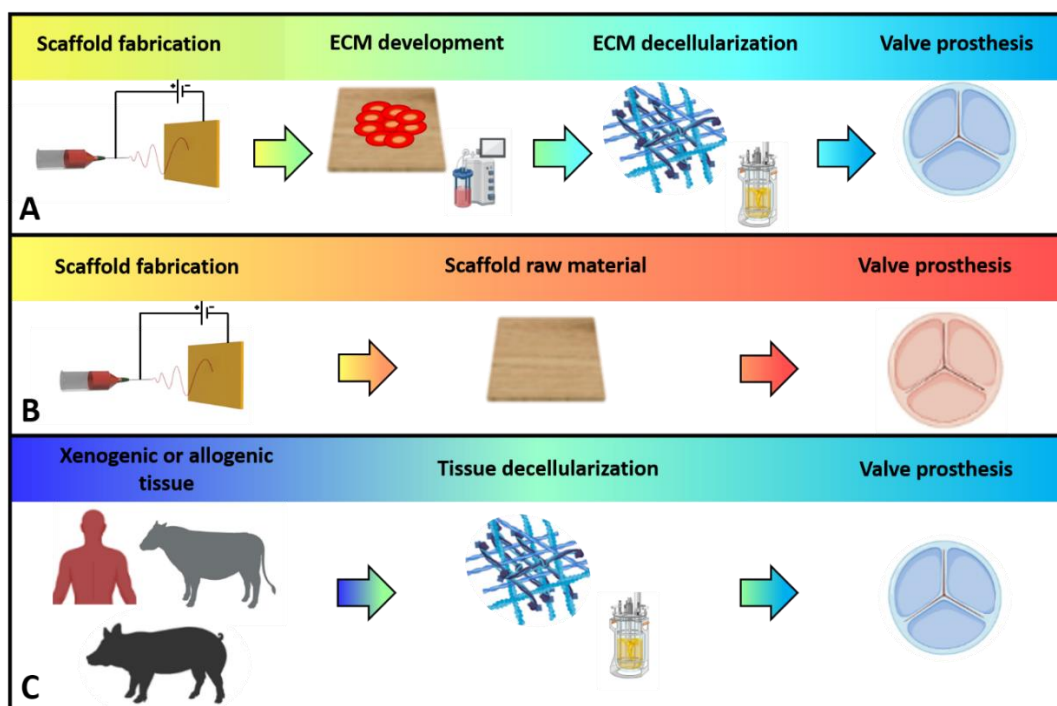 Scaffold fabrication
ECM development
ECM decellularization
Valve prosthesis
+ -
A
Scaffold fabrication
Scaffold raw material
Valve prosthesis
+ -
B
Xenogenic or allogenic
tissue
Tissue decellularization
Valve prosthesis
C